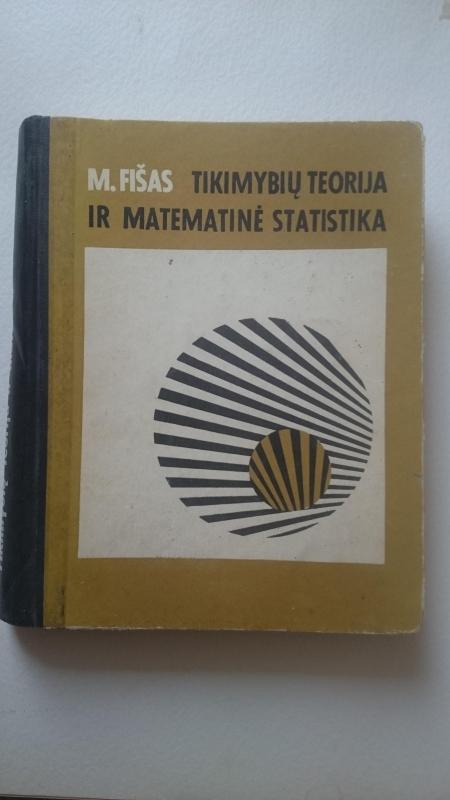 M. FIŠAS TIKIMYBIŲ TEORIJA
IR MATEMATINĖ STATISTIKA